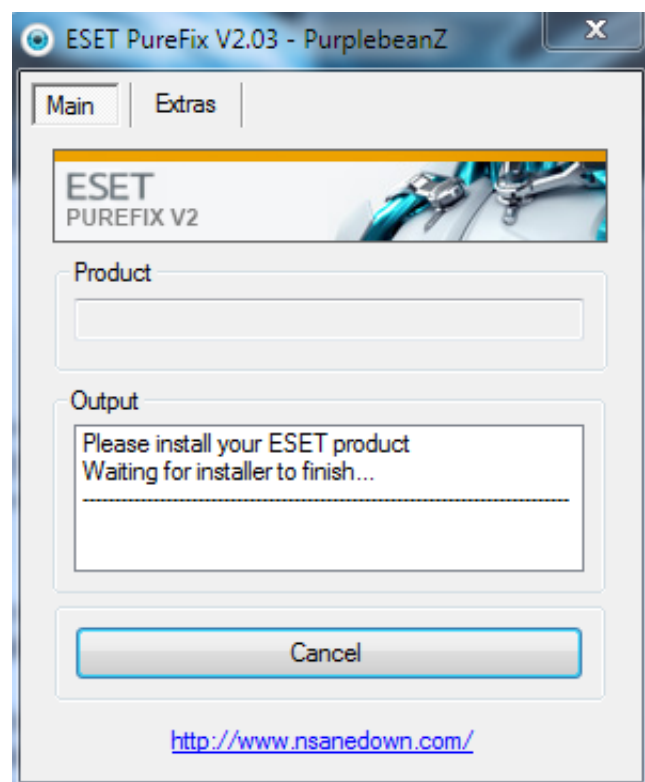 ESET PureFix V2.03 - PurplebeanZ
Main
Extras
ESET
PUREFIX V2
Product
Output
Please install your ESET product
Waiting for installer to finish...
Cancel
http://www.nsanedown.com/